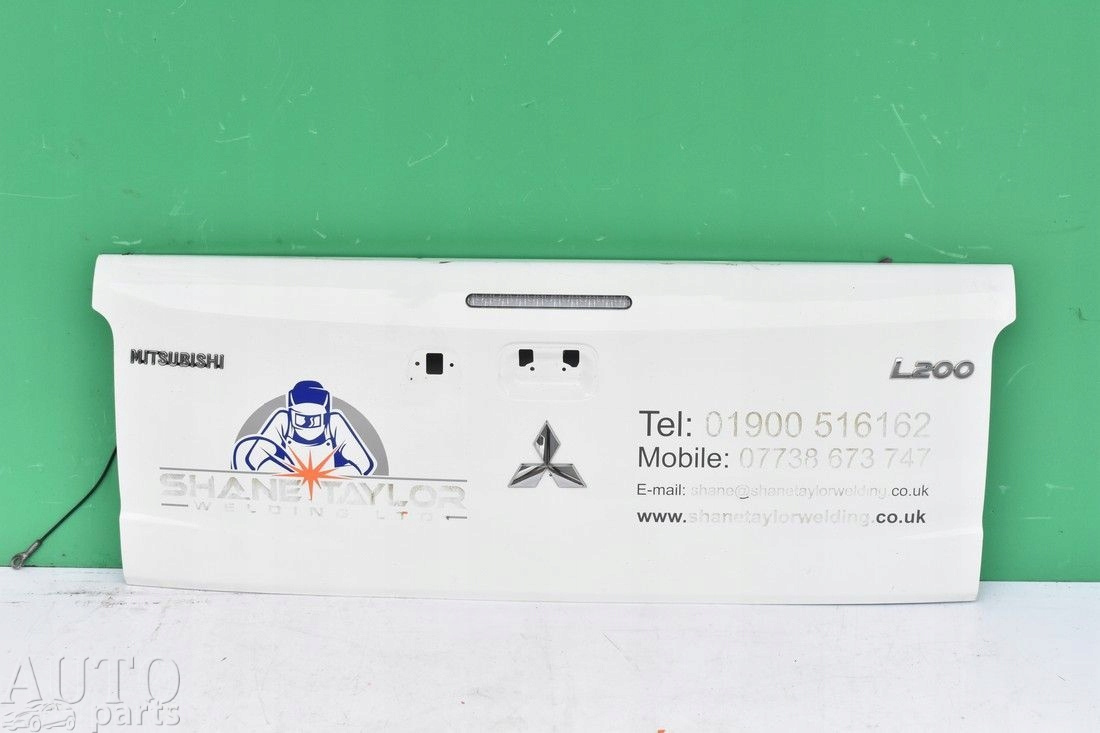 MITSUBISHI
L200
SHANE TAYLOR
WELDING LTD
Tel: 01900 516162
Mobile: 07738 673 747
E-mail: shane@shanetaylorwelding.co.uk
www.shanetaylorwelding.co.uk
AUTO
parts